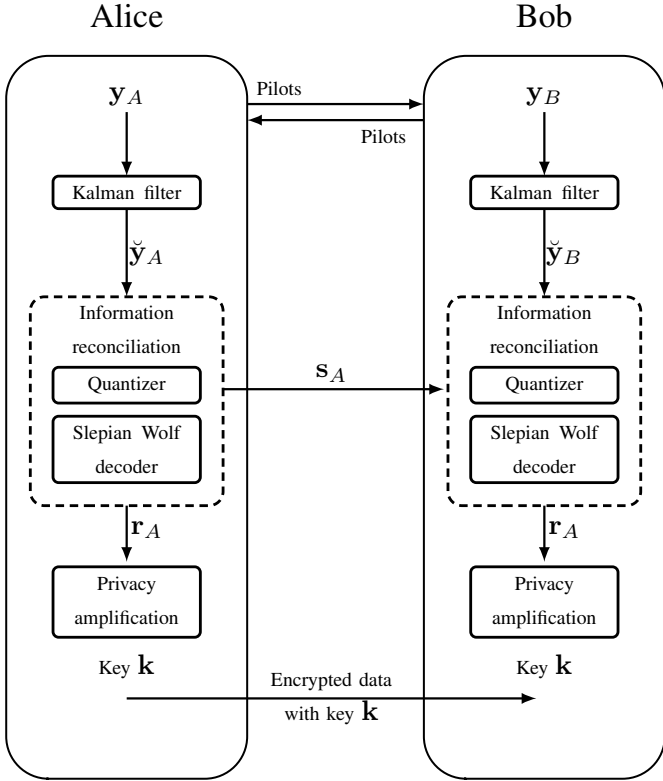 Alice
Bob
y_A
Pilots
Pilots
y_B
Kalman filter
Kalman filter
y̆_A
y̆_B
Information
reconciliation
Quantizer
Slepian Wolf
decoder
s_A
Information
reconciliation
Quantizer
Slepian Wolf
decoder
r_A
r_A
Privacy
amplification
Privacy
amplification
Key k
Key k
Encrypted data
with key k